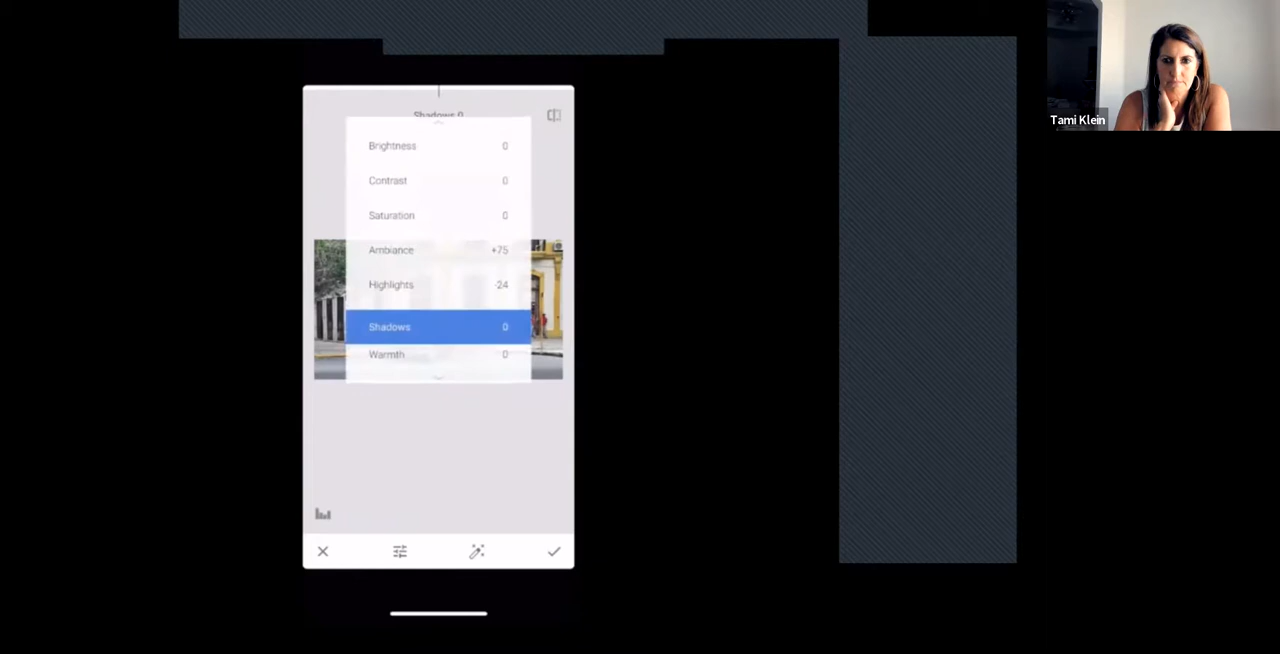 Shadows 0
Brightness 0
Contrast 0
Saturation 0
Ambiance +75
Highlights -24
Shadows 0
Warmth 0
Tami Klein